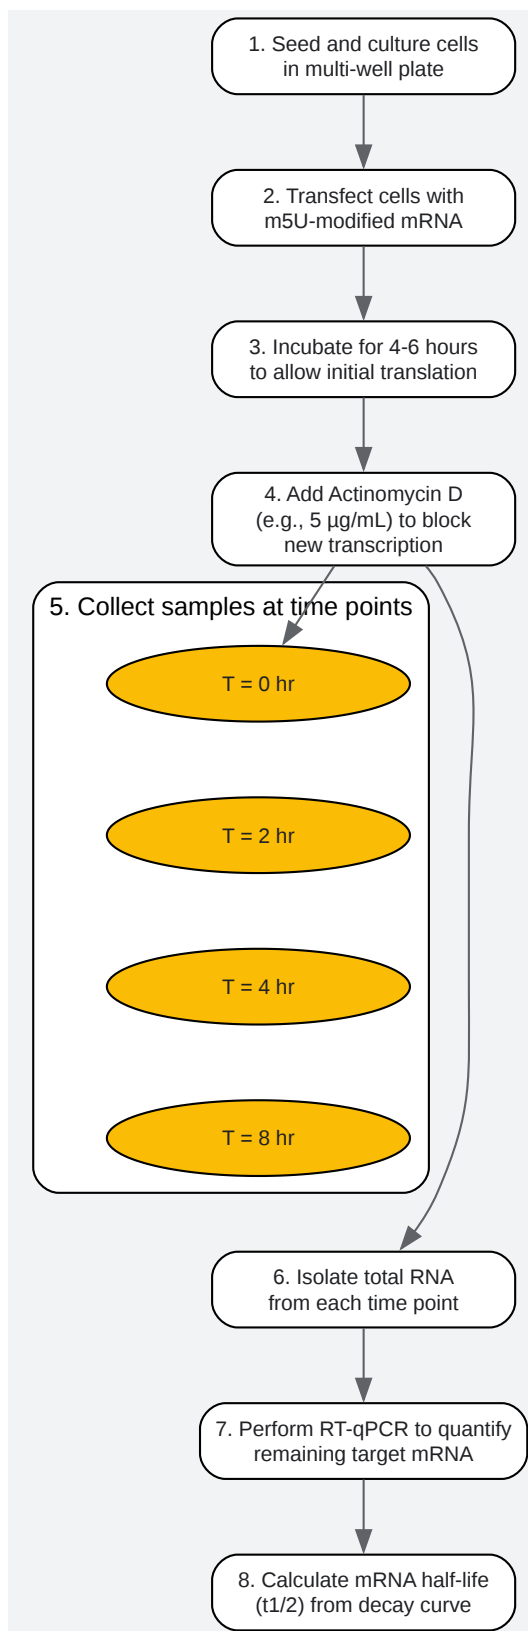 1. Seed and culture cells
in multi-well plate
2. Transfect cells with
m5U-modified mRNA
3. Incubate for 4-6 hours
to allow initial translation
4. Add Actinomycin D
(e.g., 5 µg/mL) to block
new transcription
5. Collect samples at time points
T = 0 hr
T = 2 hr
T = 4 hr
T = 8 hr
6. Isolate total RNA
from each time point
7. Perform RT-qPCR to quantify
remaining target mRNA
8. Calculate mRNA half-life
(t1/2) from decay curve